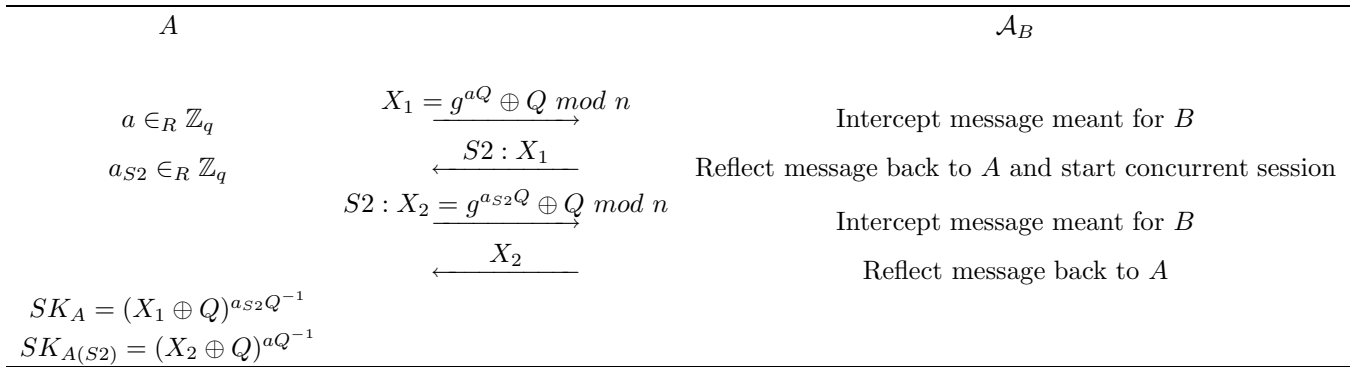 A 𝒜_B
a ∈_R ℤ_q X_1 = g^{aQ} ⊕ Q mod n Intercept message meant for B
a_{S2} ∈_R ℤ_q S2 : X_1 Reflect message back to A and start concurrent session
S2 : X_2 = g^{a_{S2}Q} ⊕ Q mod n Intercept message meant for B
X_2 Reflect message back to A
SK_A = (X_1 ⊕ Q)^{a_{S2}Q^{-1}}
SK_{A(S2)} = (X_2 ⊕ Q)^{aQ^{-1}}